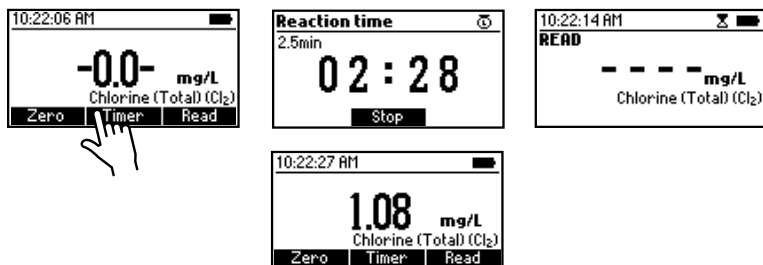 10:22:06 AM
-0.0- mg/L
Chlorine (Total) (Cl₂)
Zero Timer Read
Reaction time
2.5min
02:28
Stop
10:22:14 AM
READ
---- mg/L
Chlorine (Total) (Cl₂)
10:22:27 AM
1.08 mg/L
Chlorine (Total) (Cl₂)
Zero Timer Read